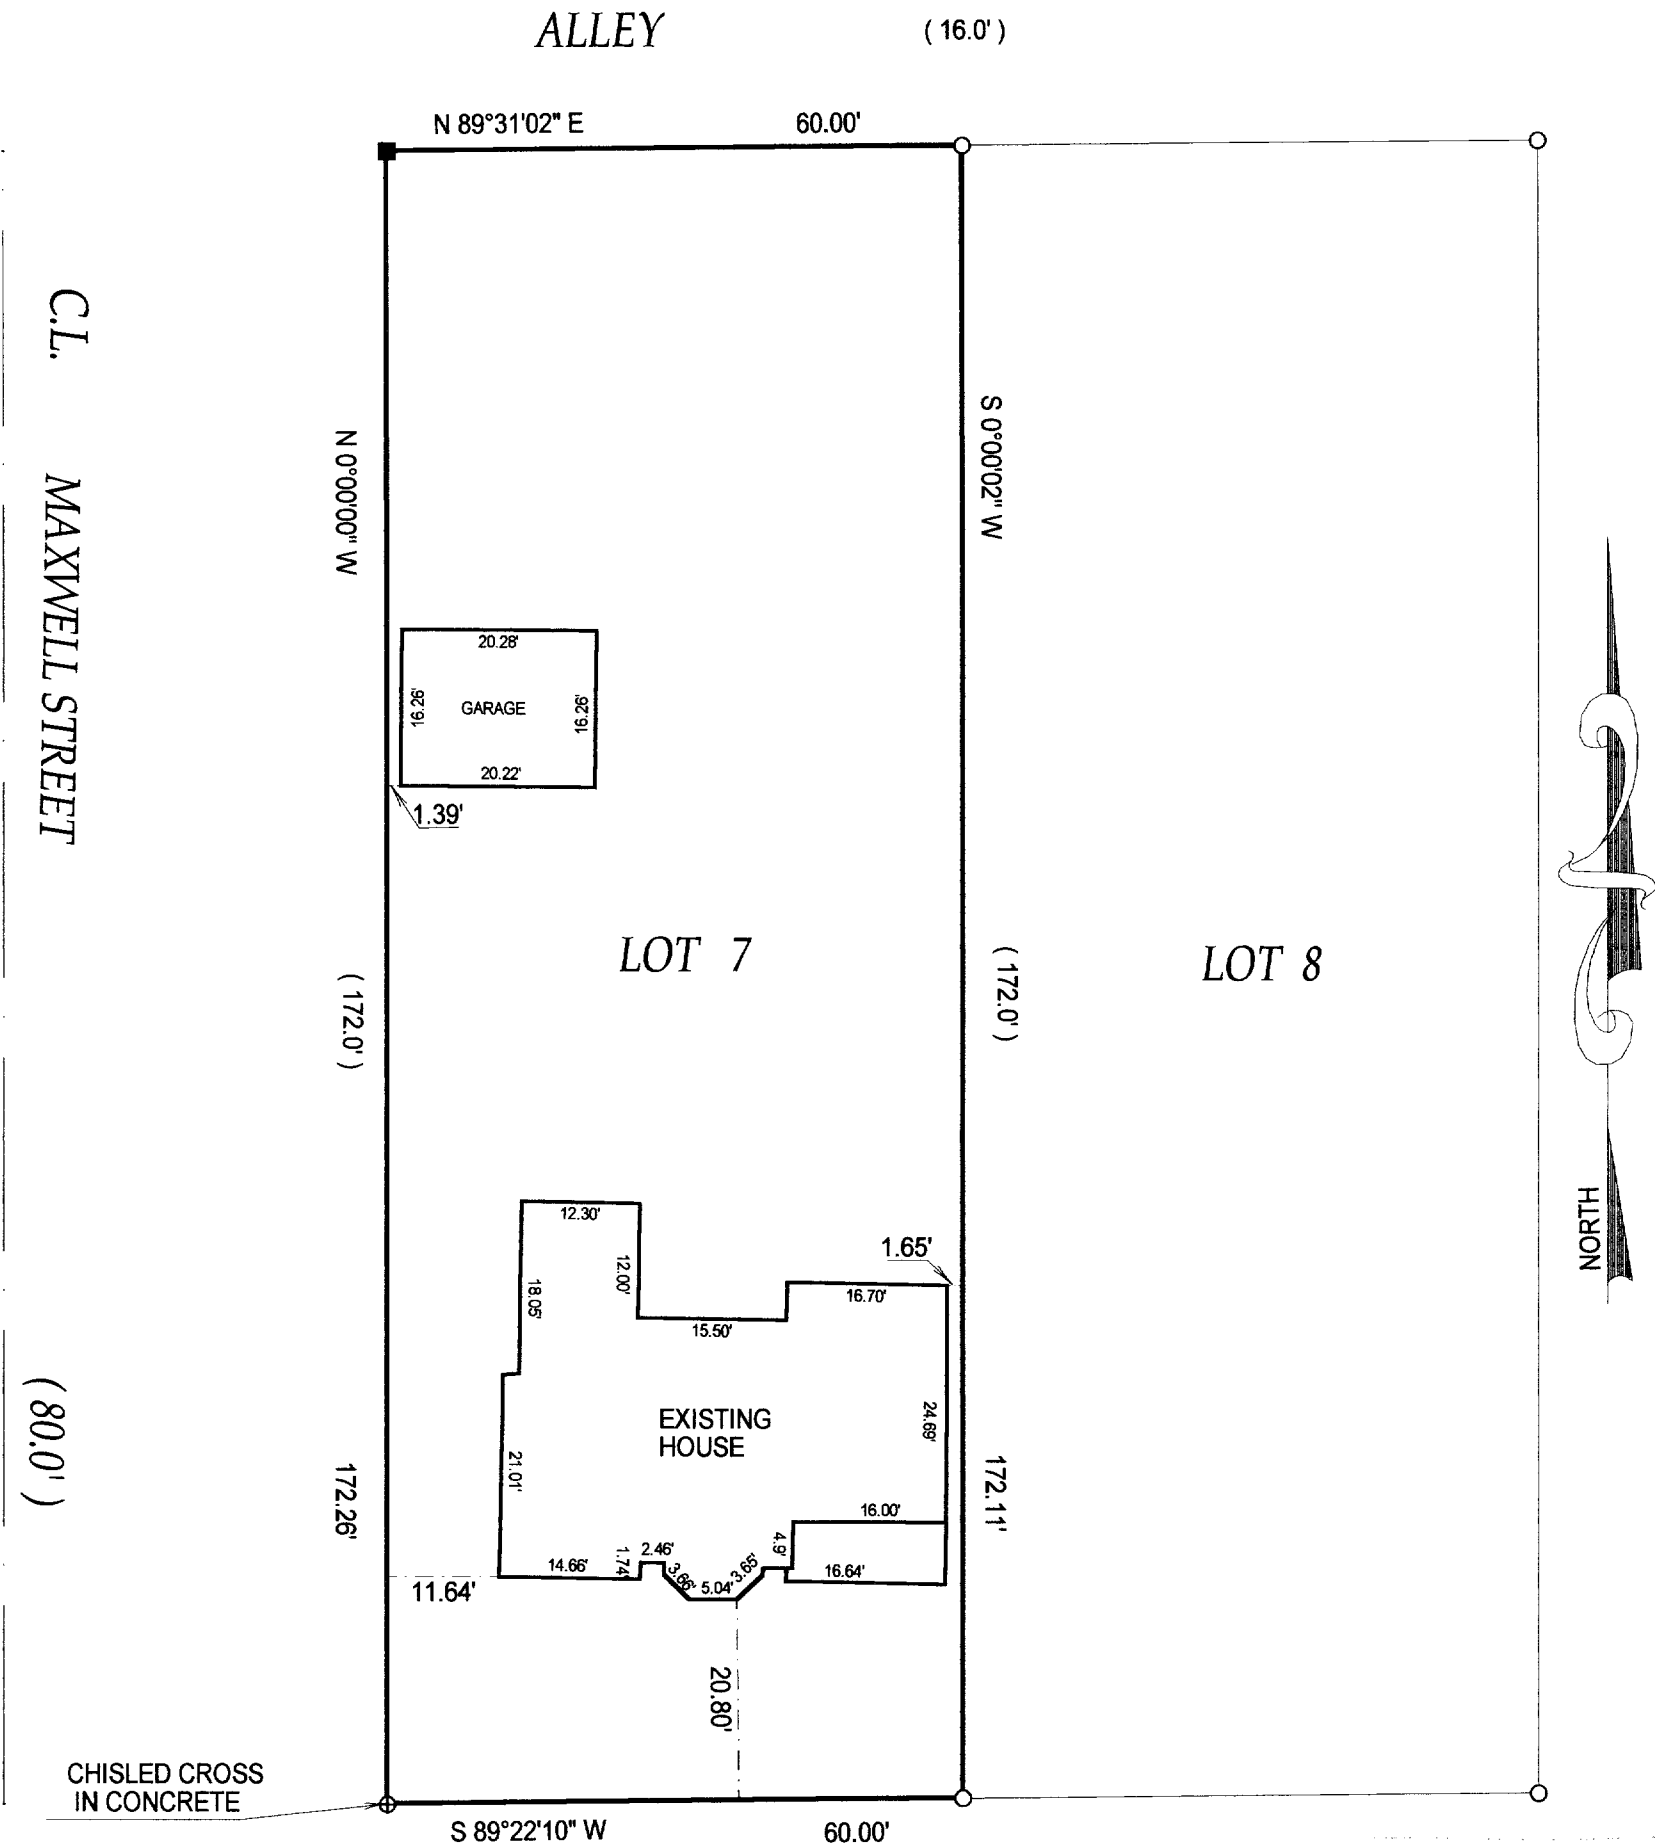 ALLEY ( 16.0' )
N 89°31'02" E 60.00'
C.L. MAXWELL STREET ( 80.0' )
N 0°00'00" W ( 172.0' ) 172.26'
S 0°00'02" W ( 172.0' ) 172.11'
20.28'
16.26'
GARAGE
16.26'
20.22'
1.39'
LOT 7
LOT 8
NORTH
12.30'
12.00'
18.05'
15.50'
1.65'
16.70'
EXISTING
HOUSE
24.69'
21.01'
16.00'
14.66'
1.74'
2.46'
3.66'
5.04'
3.65'
4.9'
16.64'
11.64'
20.80'
CHISLED CROSS
IN CONCRETE
S 89°22'10" W 60.00'